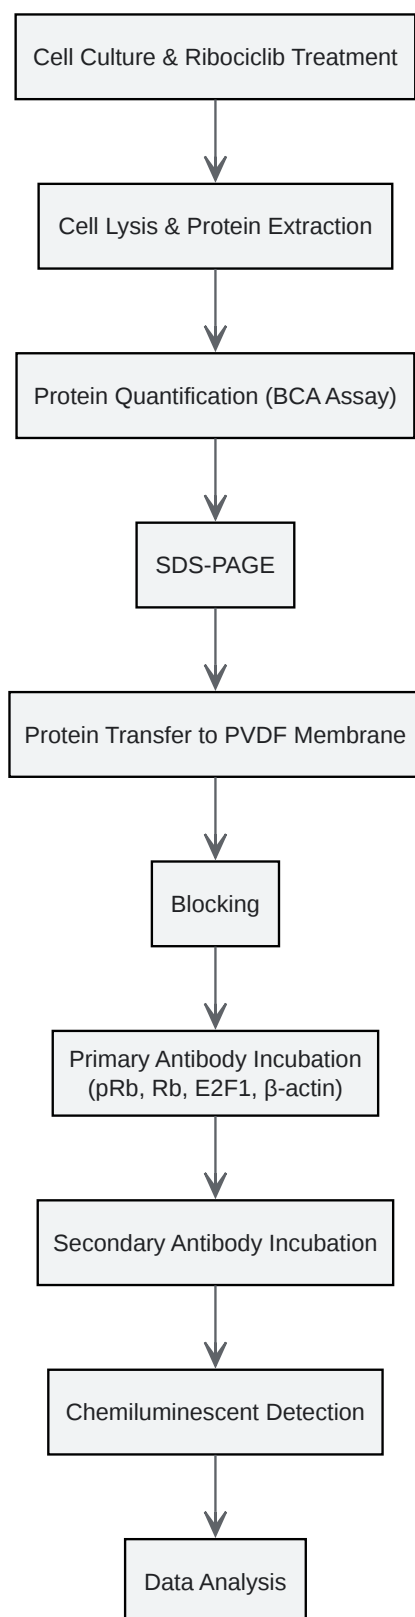 Cell Culture & Ribociclib Treatment
Cell Lysis & Protein Extraction
Protein Quantification (BCA Assay)
SDS-PAGE
Protein Transfer to PVDF Membrane
Blocking
Primary Antibody Incubation
(pRb, Rb, E2F1, β-actin)
Secondary Antibody Incubation
Chemiluminescent Detection
Data Analysis